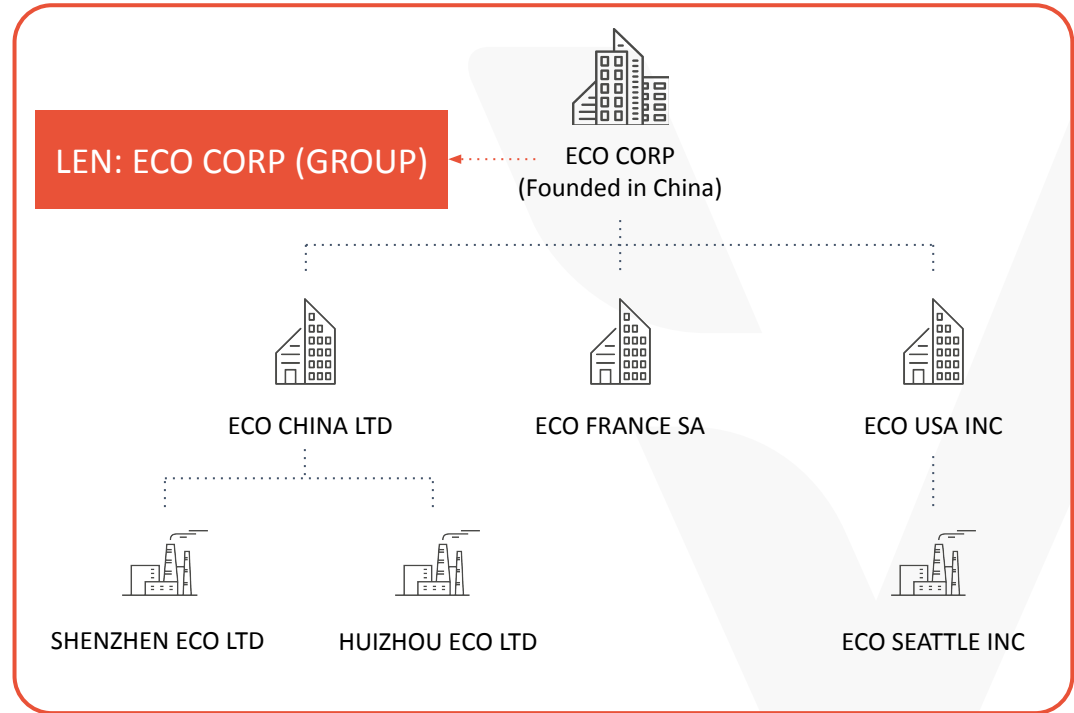 LEN: ECO CORP (GROUP)
ECO CORP
(Founded in China)
ECO CHINA LTD
ECO FRANCE SA
ECO USA INC
SHENZHEN ECO LTD
HUIZHOU ECO LTD
ECO SEATTLE INC